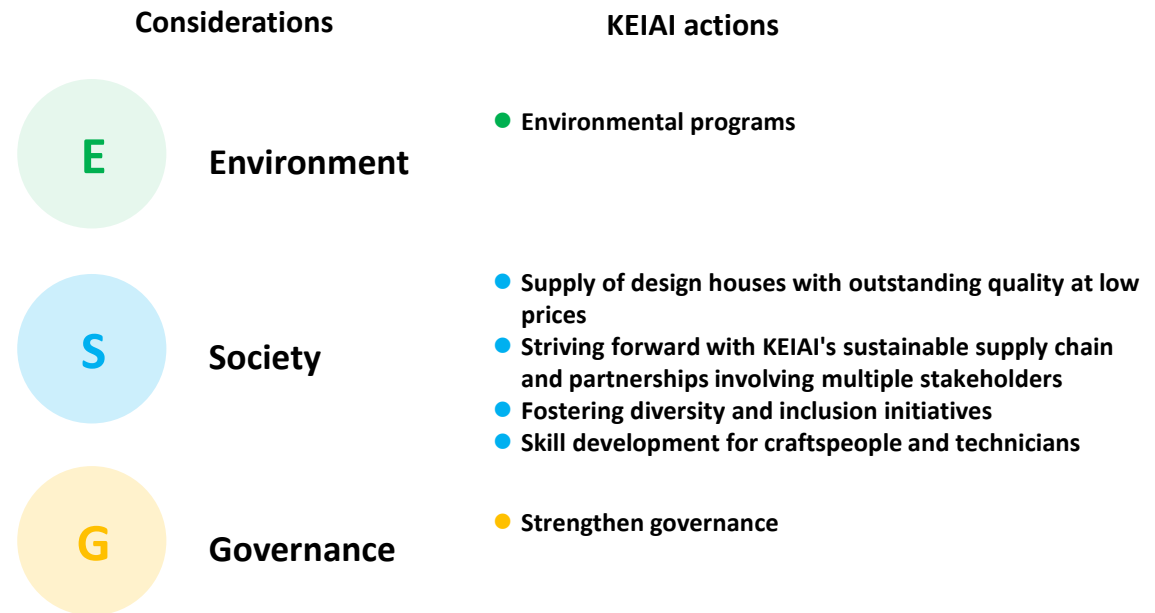 Considerations
KEIAI actions
E
Environment
Environmental programs
S
Society
Supply of design houses with outstanding quality at low
prices
Striving forward with KEIAI's sustainable supply chain
and partnerships involving multiple stakeholders
Fostering diversity and inclusion initiatives
Skill development for craftspeople and technicians
G
Governance
Strengthen governance